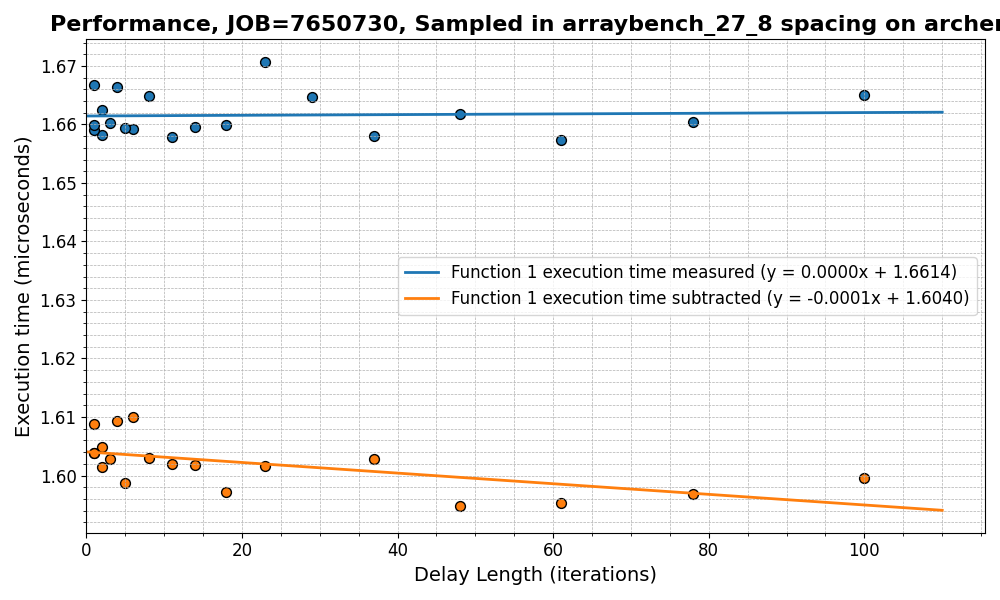 Performance, JOB=7650730, Sampled in arraybench_27_8 spacing on archer
Execution time (microseconds)
1.67
1.66
1.65
1.64
1.63
1.62
1.61
1.60
Function 1 execution time measured (y = 0.0000x + 1.6614)
Function 1 execution time subtracted (y = -0.0001x + 1.6040)
0 20 40 60 80 100
Delay Length (iterations)